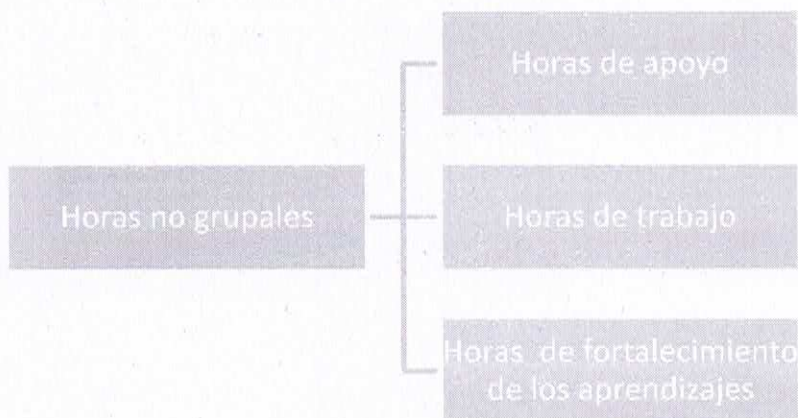 Horas de apoyo
Horas no grupales
Horas de trabajo
Horas de fortalecimiento
de los aprendizajes